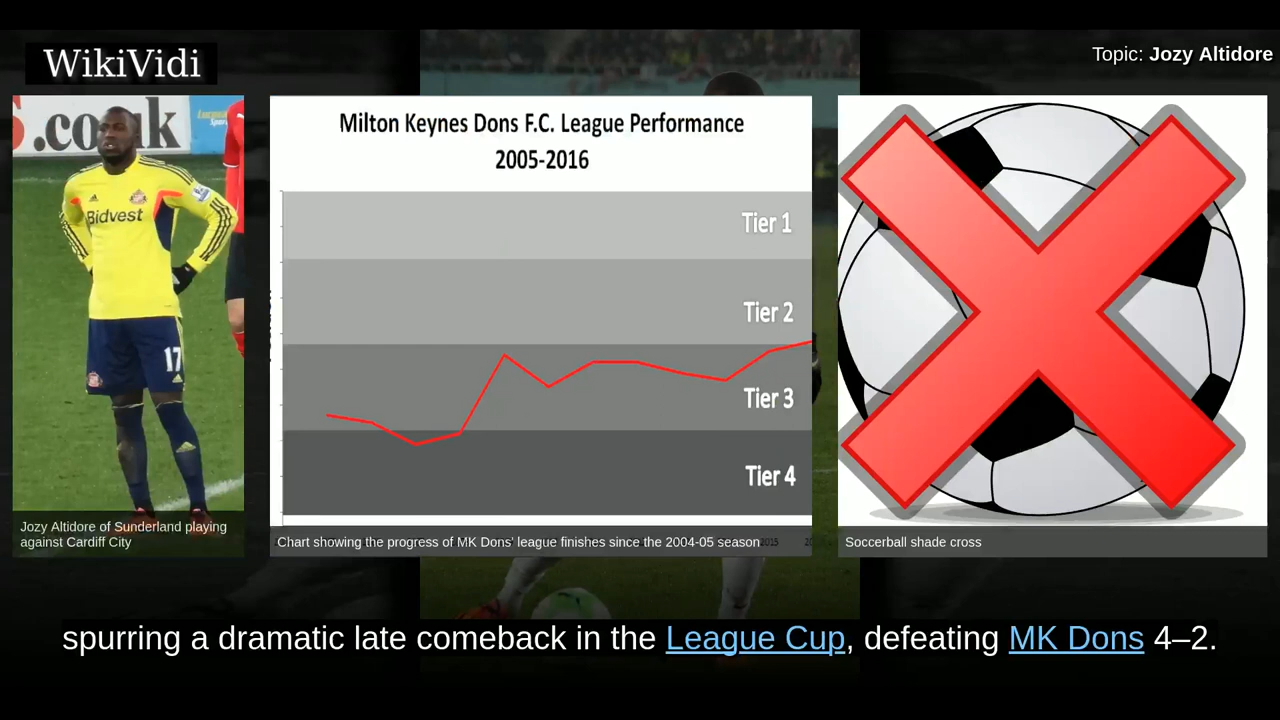 WikiVidi
Topic: Jozy Altidore
.co.uk
Bidvest
17
Jozy Altidore of Sunderland playing
against Cardiff City
Milton Keynes Dons F.C. League Performance
2005-2016
Tier 1
Tier 2
Tier 3
Tier 4
2015
Chart showing the progress of MK Dons' league finishes since the 2004-05 season.
Soccerball shade cross
spurring a dramatic late comeback in the League Cup, defeating MK Dons 4–2.